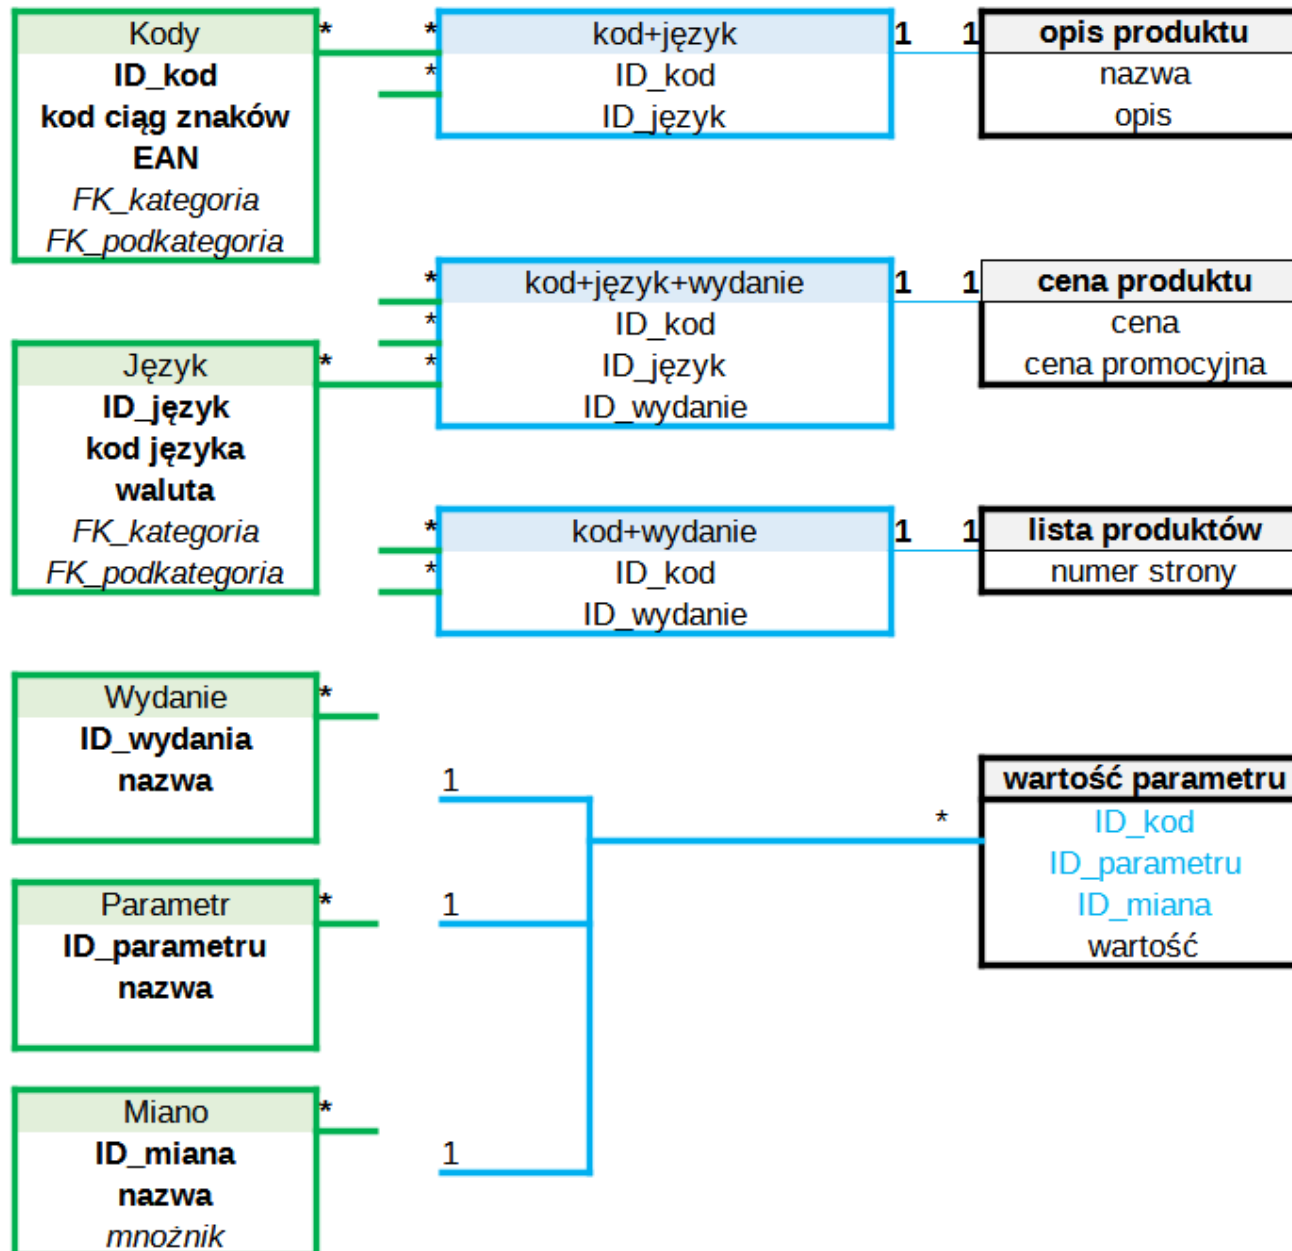 Kody
ID_kod
kod ciąg znaków
EAN
FK_kategoria
FK_podkategoria
* *
*
kod+język
ID_kod
ID_język
1 1
opis produktu
nazwa
opis
*
*
*
kod+język+wydanie
ID_kod
ID_język
ID_wydanie
1 1
cena produktu
cena
cena promocyjna
Język
ID_język
kod języka
waluta
FK_kategoria
FK_podkategoria
*
*
*
kod+wydanie
ID_kod
ID_wydanie
1 1
lista produktów
numer strony
Wydanie
ID_wydania
nazwa
*
1
*
wartość parametru
ID_kod
ID_parametru
ID_miana
wartość
Parametr
ID_parametru
nazwa
*
1
Miano
ID_miana
nazwa
mnożnik
*
1